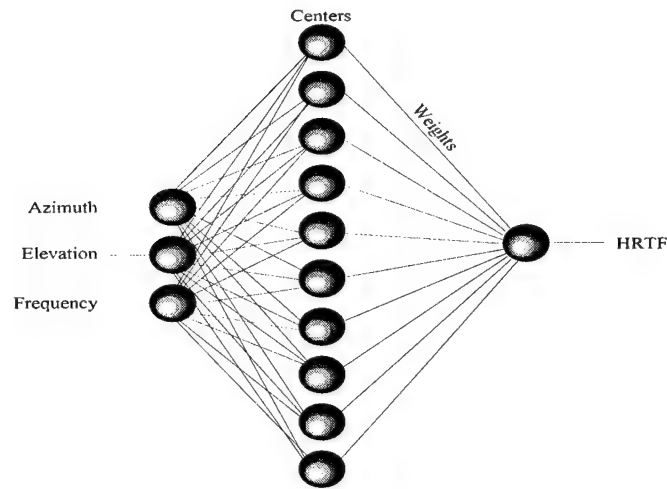 Centers
Weights
Azimuth
Elevation
HRTF
Frequency